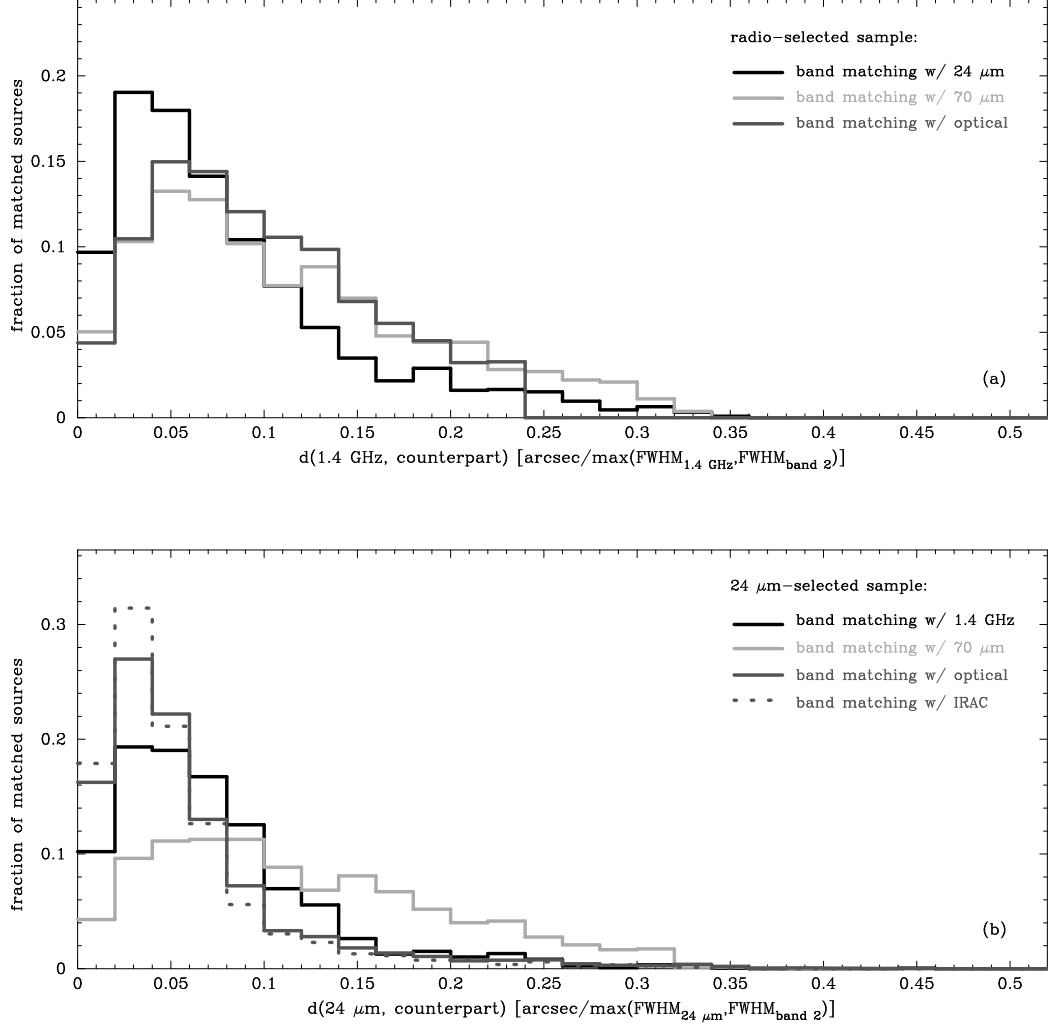 radio-selected sample:
band matching w/ 24 μm
band matching w/ 70 μm
band matching w/ optical
fraction of matched sources
0.2
0.15
0.1
0.05
0
(a)
0 0.05 0.1 0.15 0.2 0.25 0.3 0.35 0.4 0.45 0.5
d(1.4 GHz, counterpart) [arcsec/max(FWHM1.4 GHz,FWHMband 2)]
24 μm-selected sample:
band matching w/ 1.4 GHz
band matching w/ 70 μm
band matching w/ optical
band matching w/ IRAC
fraction of matched sources
0.3
0.2
0.1
0
(b)
0 0.05 0.1 0.15 0.2 0.25 0.3 0.35 0.4 0.45 0.5
d(24 μm, counterpart) [arcsec/max(FWHM24 μm,FWHMband 2)]